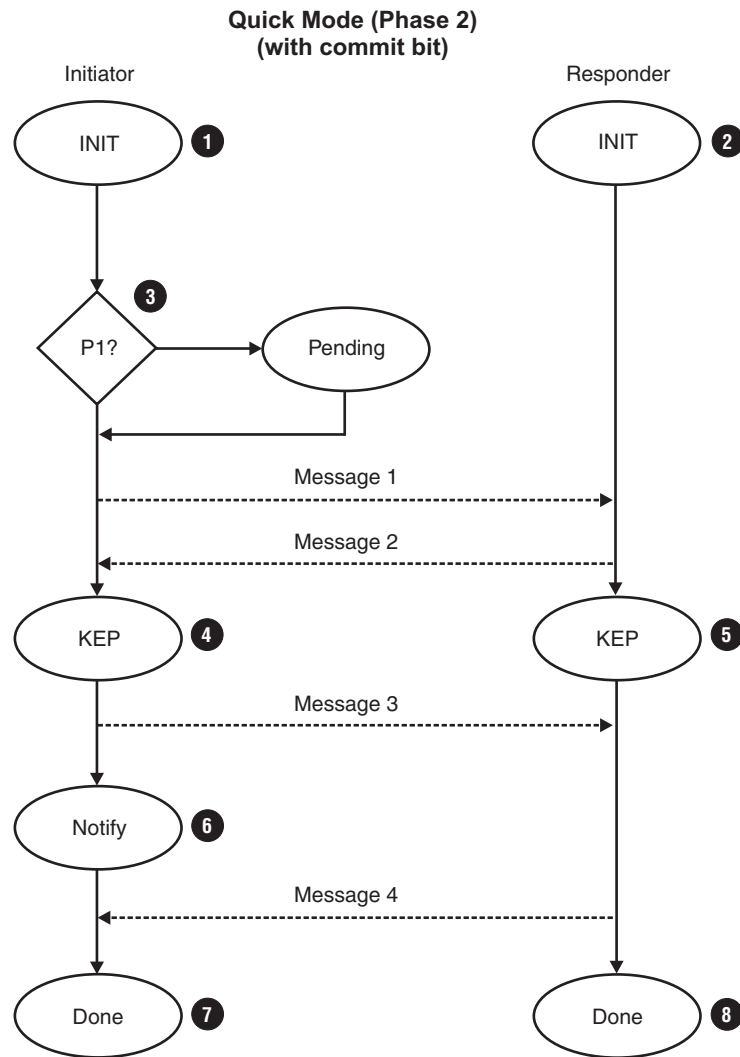 Quick Mode (Phase 2)
(with commit bit)
Initiator
Responder
INIT
1
INIT
2
3
P1?
Pending
Message 1
Message 2
KEP
4
KEP
5
Message 3
Notify
6
Message 4
Done
7
Done
8